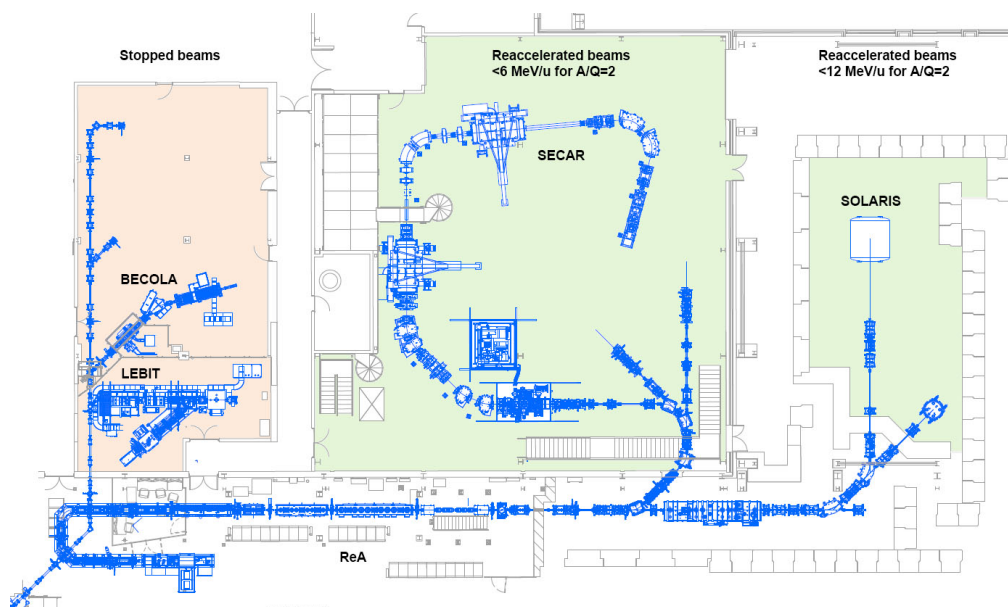 Stopped beams
Reaccelerated beams
<6 MeV/u for A/Q=2
Reaccelerated beams
<12 MeV/u for A/Q=2
SECAR
SOLARIS
BECOLA
LEBIT
ReA